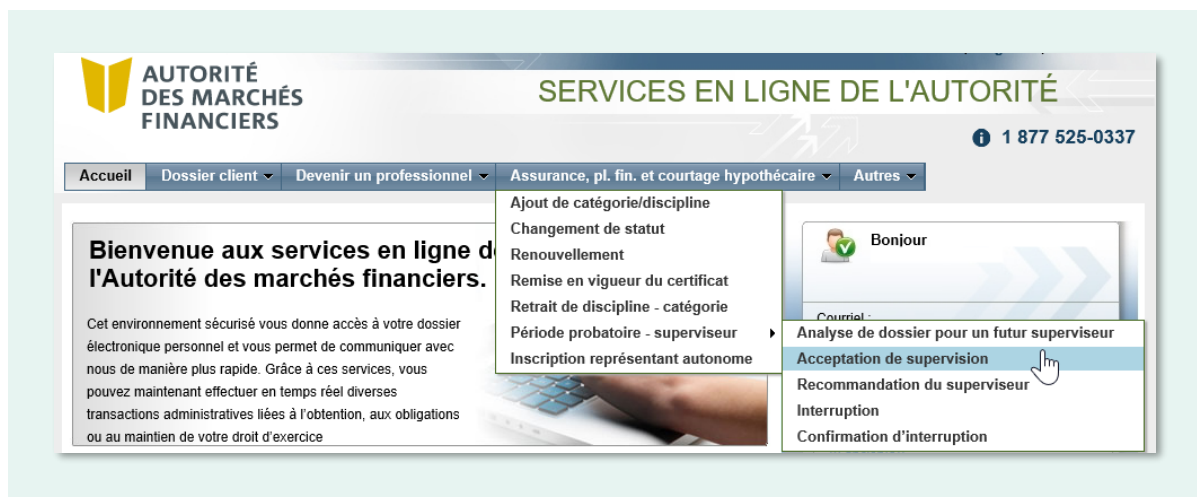 AUTORITÉ
DES MARCHÉS
FINANCIERS
SERVICES EN LIGNE DE L'AUTORITÉ
1 877 525-0337
Accueil Dossier client Devenir un professionnel Assurance, pl. fin. et courtage hypothécaire Autres
Ajout de catégorie/discipline
Changement de statut
Renouvellement
Remise en vigueur du certificat
Retrait de discipline - catégorie
Période probatoire - superviseur
Inscription représentant autonome
Analyse de dossier pour un futur superviseur
Acceptation de supervision
Recommandation du superviseur
Interruption
Confirmation d'interruption
Bienvenue aux services en ligne de
l'Autorité des marchés financiers.
Cet environnement sécurisé vous donne accès à votre dossier
électronique personnel et vous permet de communiquer avec
nous de manière plus rapide. Grâce à ces services, vous
pouvez maintenant effectuer en temps réel diverses
transactions administratives liées à l'obtention, aux obligations
ou au maintien de votre droit d'exercice
Bonjour
Courriel :